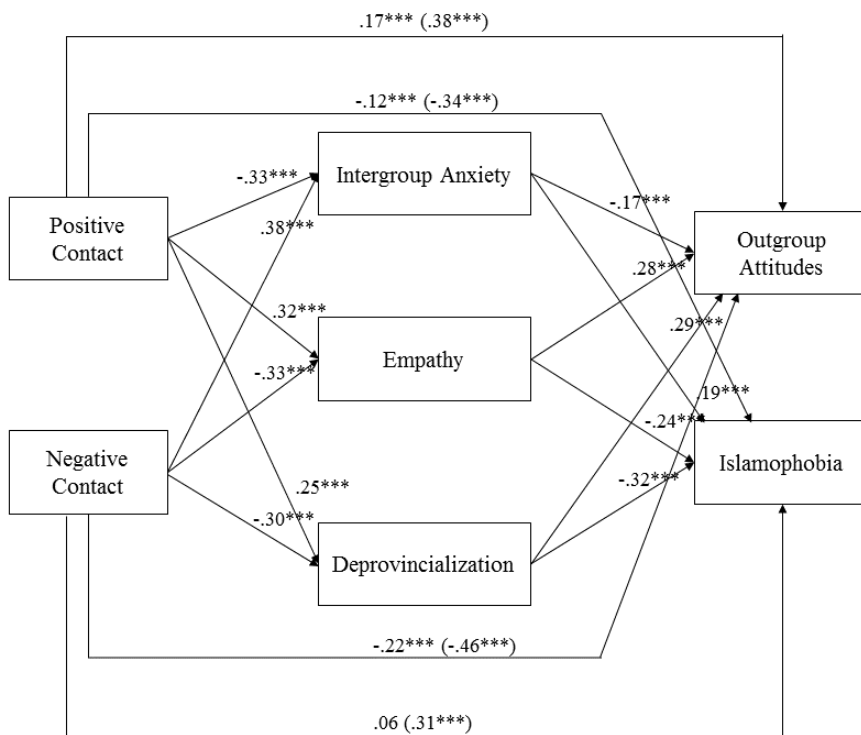 .17*** (.38***)
-.12*** (-.34***)
Intergroup Anxiety
-.33***
-.17***
Positive
Contact
.38***
Outgroup
Attitudes
.28***
.32***
.29***
Empathy
-.33***
.19***
-.24***
Negative
Contact
Islamophobia
.25***
-.32***
-.30***
Deprovincialization
-.22*** (-.46***)
.06 (.31***)